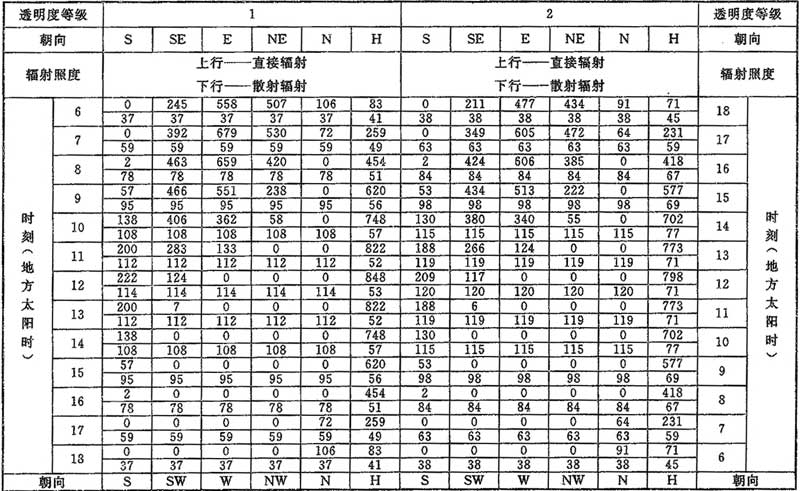 透明度等级 1 2 透明度等级
朝向 S SE E NE N H S SE E NE N H 朝向
辐射照度 上行——直接辐射 上行——直接辐射 辐射照度
下行——散射辐射 下行——散射辐射
时刻(地方太阳时) 时刻(地方太阳时)
6 0 245 558 507 106 83 0 211 477 434 91 71 18
37 37 37 37 37 41 38 38 38 38 38 45
7 0 392 679 530 72 259 0 349 605 472 64 231 17
59 59 59 59 59 49 63 63 63 63 63 59
8 2 463 659 420 0 454 2 424 606 385 0 418 16
78 78 78 78 78 51 84 84 84 84 84 67
9 57 466 551 238 0 620 53 434 513 222 0 577 15
95 95 95 95 95 56 98 98 98 98 98 69
10 138 406 362 58 0 748 130 380 340 55 0 702 14
108 108 108 108 108 57 115 115 115 115 115 77
11 200 283 133 0 0 822 188 266 124 0 0 773 13
112 112 112 112 112 52 119 119 119 119 119 71
12 222 124 0 0 0 848 209 117 0 0 0 798 12
114 114 114 114 114 53 120 120 120 120 120 71
13 200 7 0 0 0 822 188 6 0 0 0 773 11
112 112 112 112 112 52 119 119 119 119 119 71
14 138 0 0 0 0 748 130 0 0 0 0 702 10
108 108 108 108 108 57 115 115 115 115 115 77
15 57 0 0 0 0 620 53 0 0 0 0 577 9
95 95 95 95 95 56 98 98 98 98 98 69
16 2 0 0 0 0 454 2 0 0 0 0 418 8
78 78 78 78 78 51 84 84 84 84 84 67
17 0 0 0 0 72 259 0 0 0 0 64 231 7
59 59 59 59 59 49 63 63 63 63 63 59
18 0 0 0 0 106 83 0 0 0 0 91 71 6
37 37 37 37 37 41 38 38 38 38 38 45
朝向 S SW W NW N H S SW W NW N H 朝向